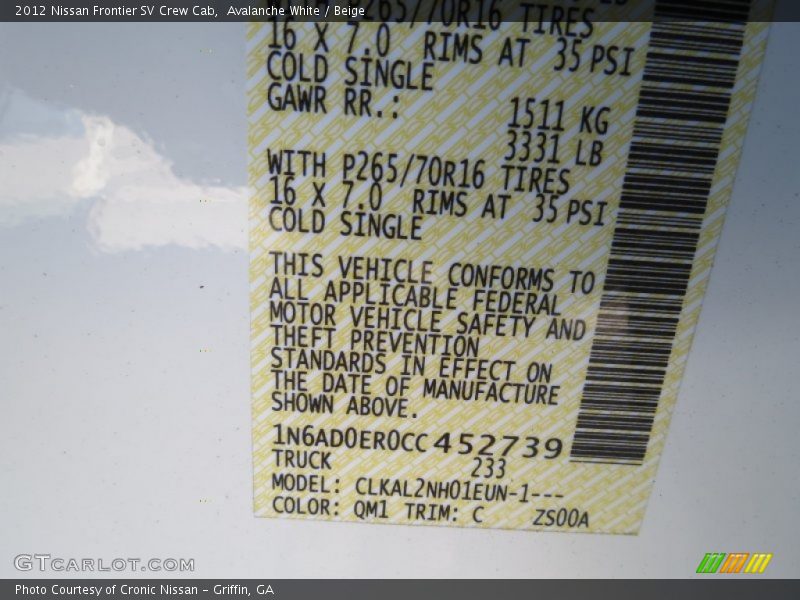 2012 Nissan Frontier SV Crew Cab, Avalanche White / Beige
P265/70R16 TIRES
16 X 7.0 RIMS AT 35 PSI
COLD SINGLE
GAWR RR.: 1511 KG
3331 LB
WITH P265/70R16 TIRES
16 X 7.0 RIMS AT 35 PSI
COLD SINGLE
THIS VEHICLE CONFORMS TO
ALL APPLICABLE FEDERAL
MOTOR VEHICLE SAFETY AND
THEFT PREVENTION
STANDARDS IN EFFECT ON
THE DATE OF MANUFACTURE
SHOWN ABOVE.
1N6AD0ER0CC452739
TRUCK 233
MODEL: CLKAL2NH01EUN-1---
COLOR: QM1 TRIM: C ZS00A
GTCARLOT.COM
Photo Courtesy of Cronic Nissan – Griffin, GA